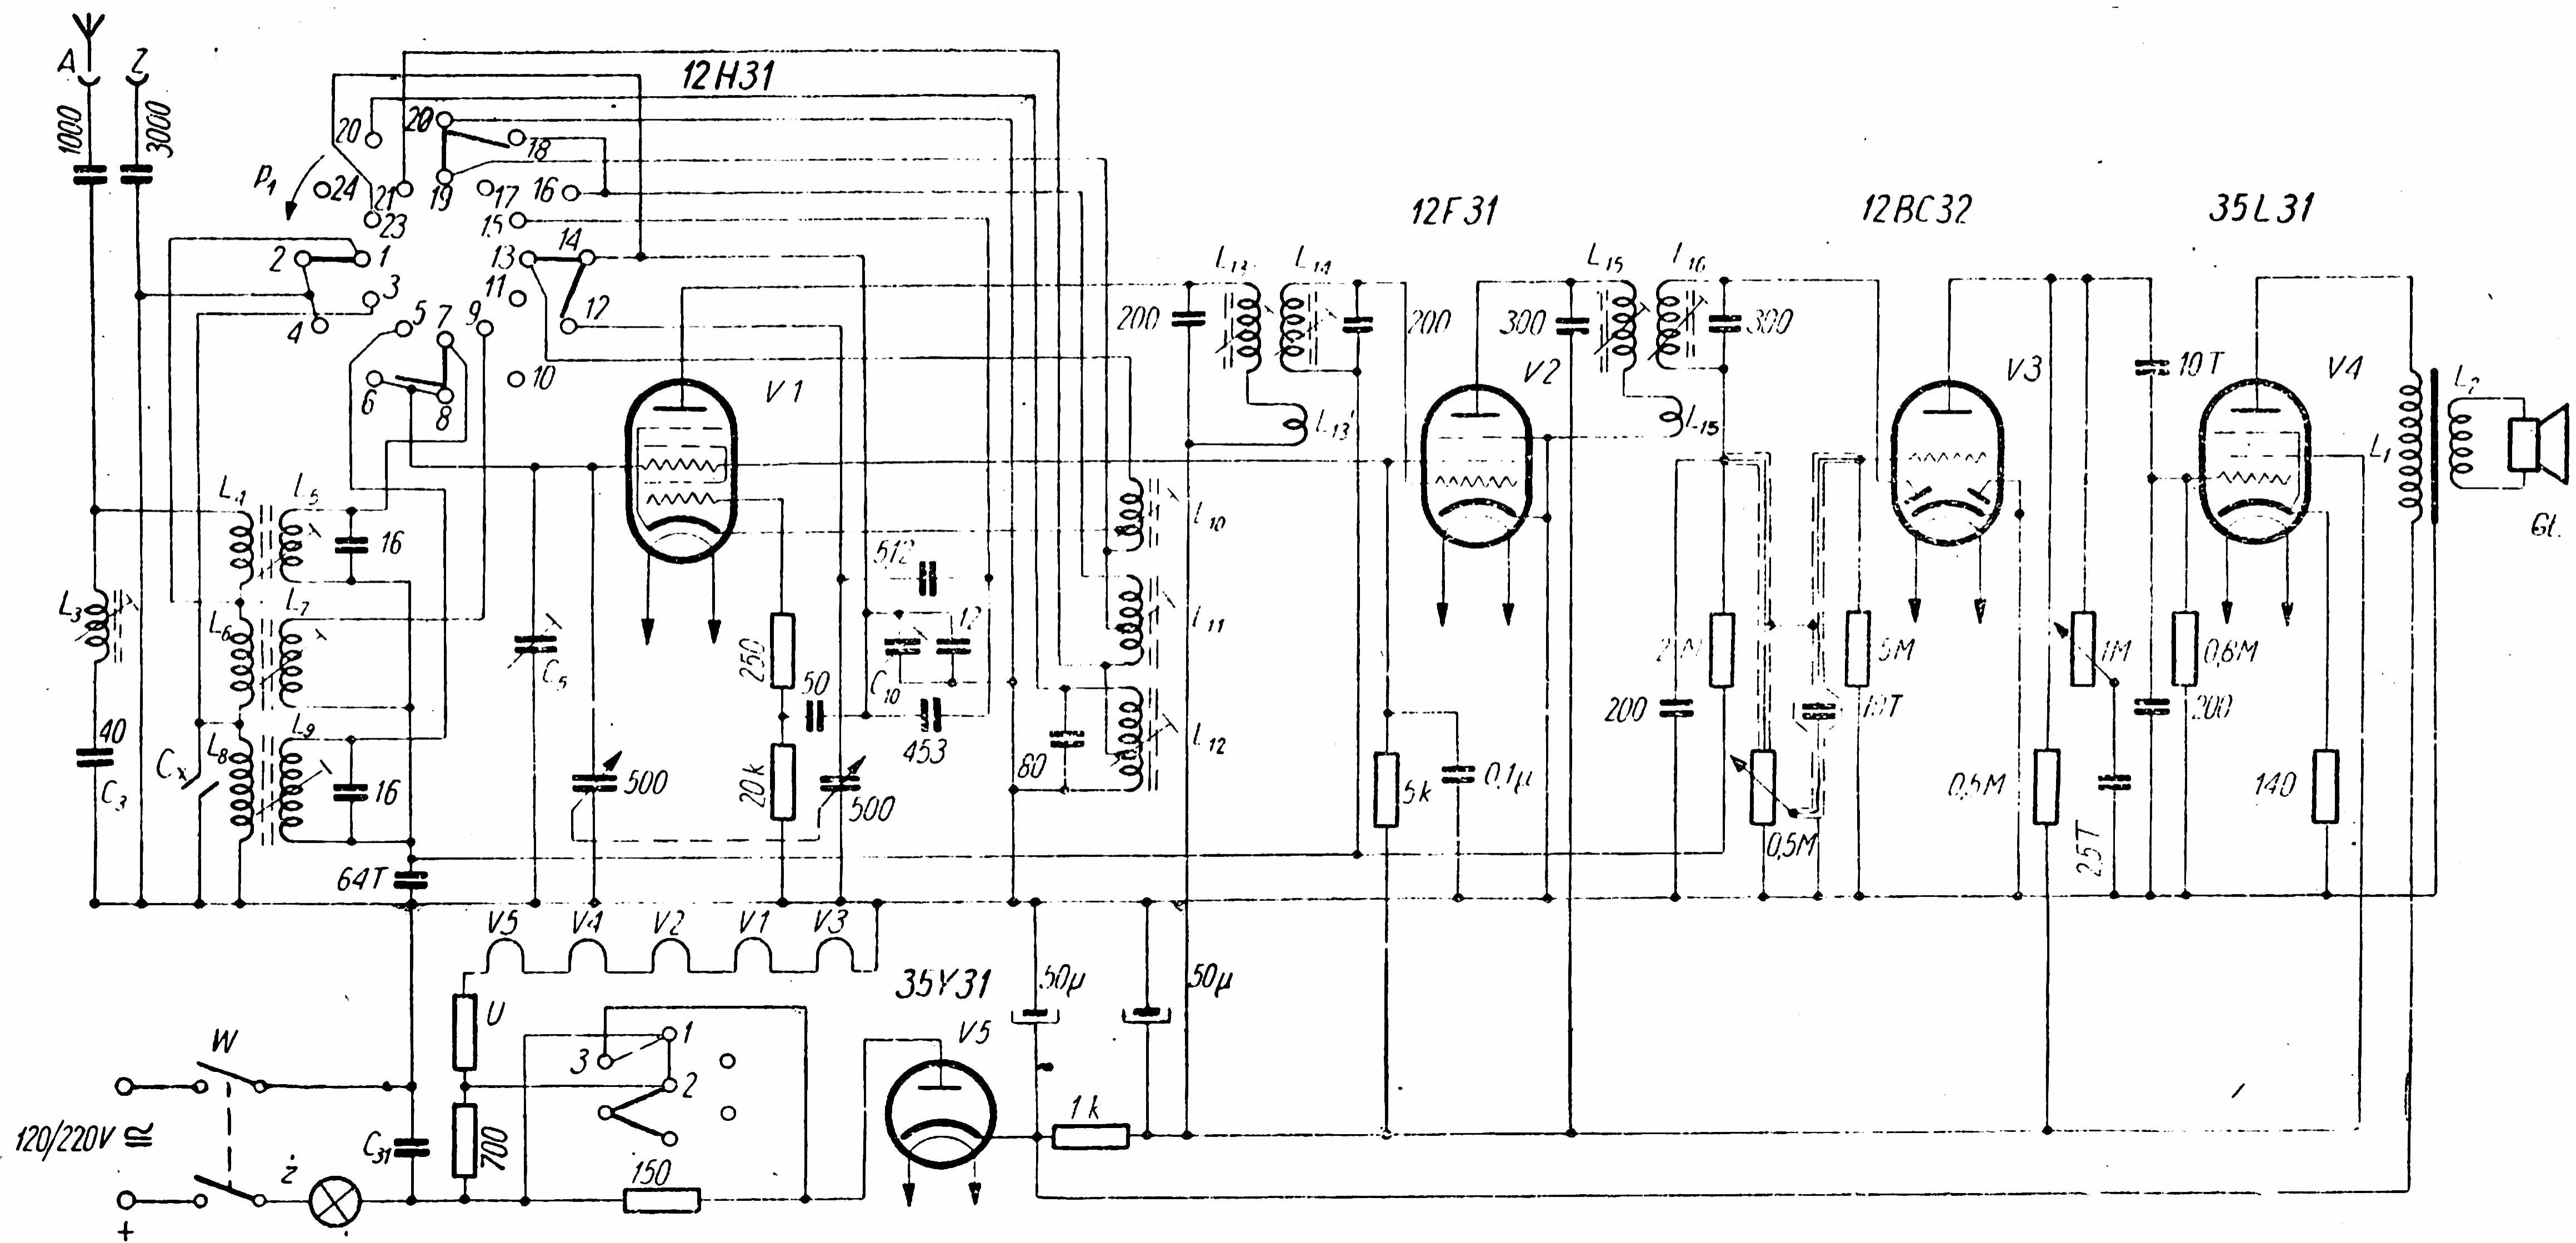 A Z
1000
3000
12H31
20 20 18
P1 24 21 19 17 16
23 15
2 1 13 14
3 11 12
4 5 7 9
6 8 10
V1
12F31
12BC32
35L31
L13 L14 L15 L16
200 200 300 300
V2 V3 V4
10T
L13' L15
L1 L2
Gł.
L4 L5
16
L3
L6 L7
L8 L9
40
C3
Cx
16
64T
C5
500
250
50
20k
500
512
C10 12
453
80
L10
L11
L12
5k
0,1μ
200
0,5M
10T
5M
0,5M
1M
25T
200
0,6M
140
V5 V4 V2 V1 V3
U
W
120/220V ≅
+
ż
C31
700
1
3
2
150
35Y31
V5
50μ
50μ
1k